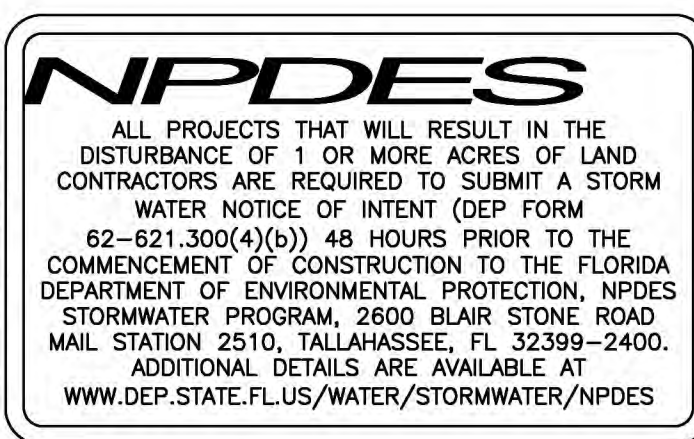 NPDES
ALL PROJECTS THAT WILL RESULT IN THE
DISTURBANCE OF 1 OR MORE ACRES OF LAND
CONTRACTORS ARE REQUIRED TO SUBMIT A STORM
WATER NOTICE OF INTENT (DEP FORM
62-621.300(4)(b)) 48 HOURS PRIOR TO THE
COMMENCEMENT OF CONSTRUCTION TO THE FLORIDA
DEPARTMENT OF ENVIRONMENTAL PROTECTION, NPDES
STORMWATER PROGRAM, 2600 BLAIR STONE ROAD
MAIL STATION 2510, TALLAHASSEE, FL 32399-2400.
ADDITIONAL DETAILS ARE AVAILABLE AT
WWW.DEP.STATE.FL.US/WATER/STORMWATER/NPDES